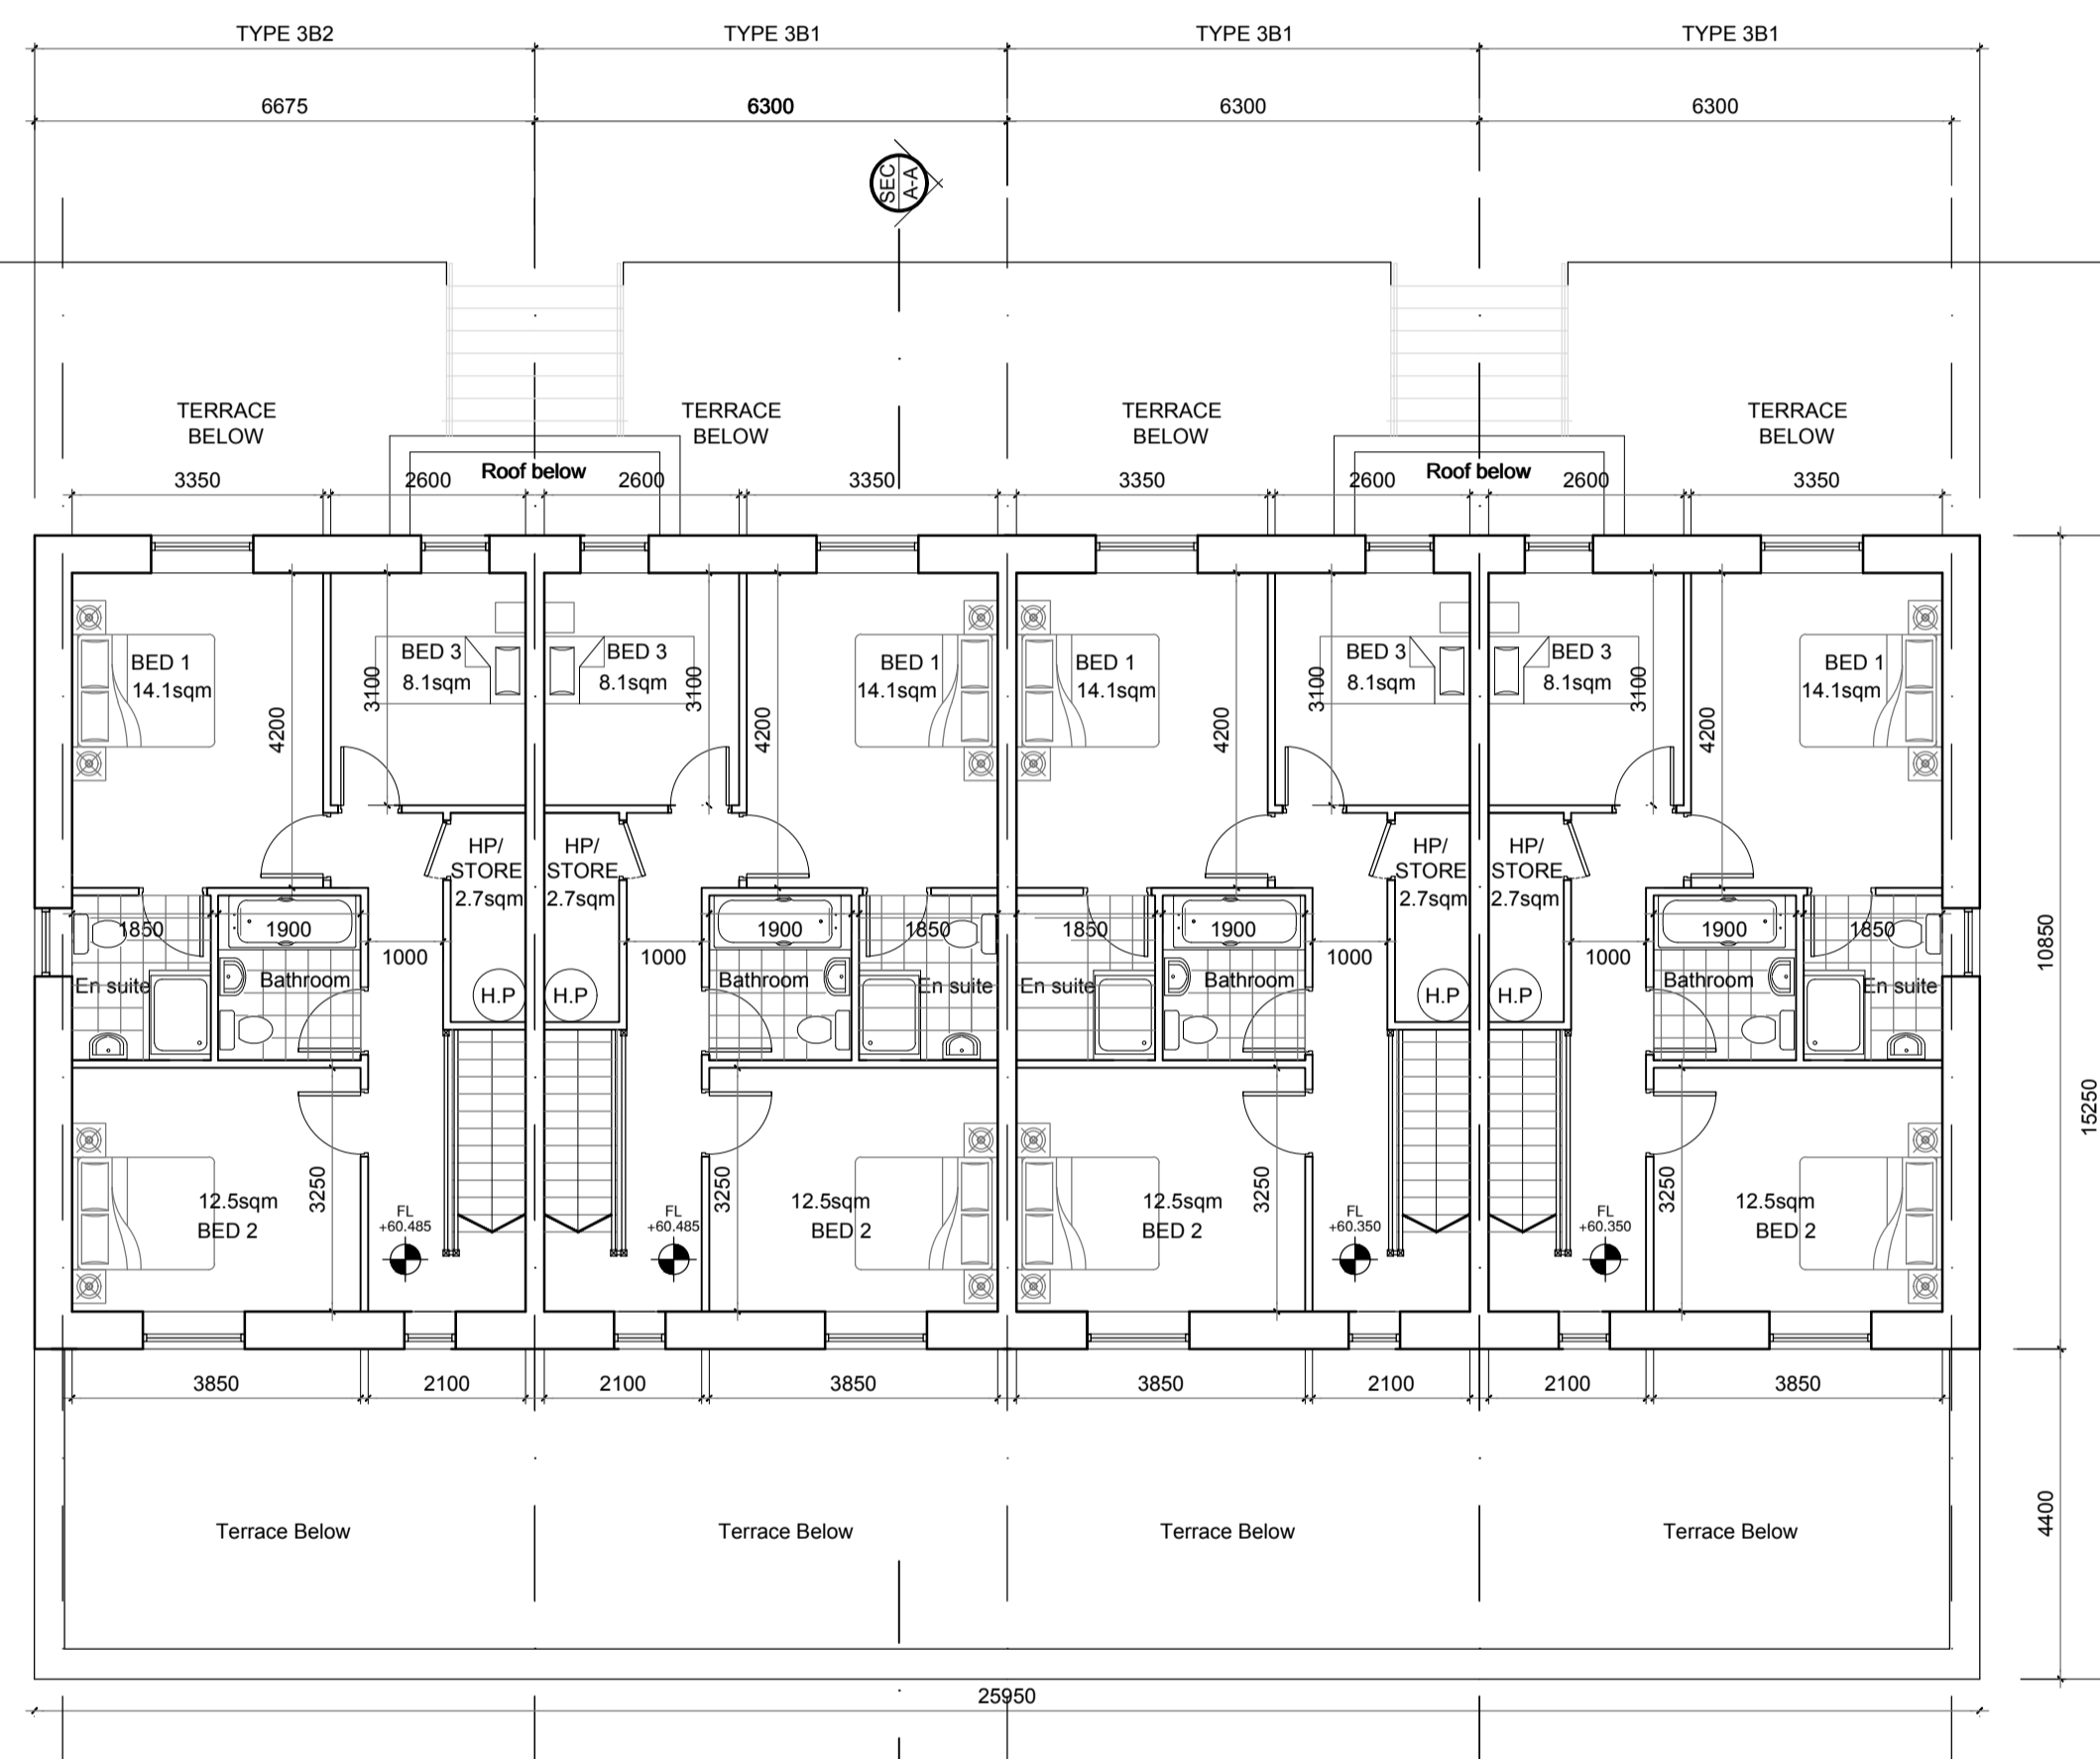 TYPE 3B2
TYPE 3B1
TYPE 3B1
TYPE 3B1
6675
6300
6300
6300
SEC
A-A
TERRACE
BELOW
TERRACE
BELOW
TERRACE
BELOW
TERRACE
BELOW
Roof below
Roof below
3350
2600
2600
3350
3350
2600
2600
3350
BED 1
14.1sqm
BED 3
8.1sqm
BED 3
8.1sqm
BED 1
14.1sqm
BED 1
14.1sqm
BED 3
8.1sqm
BED 3
8.1sqm
BED 1
14.1sqm
4200
3100
3100
4200
4200
3100
3100
4200
HP/
STORE
2.7sqm
HP/
STORE
2.7sqm
HP/
STORE
2.7sqm
HP/
STORE
2.7sqm
1850
1900
1000
1000
1900
1850
1850
1900
1000
1000
1900
1850
10850
En suite
Bathroom
H.P
H.P
Bathroom
En suite
En suite
Bathroom
H.P
H.P
Bathroom
En suite
15250
12.5sqm
BED 2
3250
FL
+60.485
FL
+60.485
3250
12.5sqm
BED 2
12.5sqm
BED 2
3250
FL
+60.350
FL
+60.350
3250
12.5sqm
BED 2
3850
2100
2100
3850
3850
2100
2100
3850
4400
Terrace Below
Terrace Below
Terrace Below
Terrace Below
25950